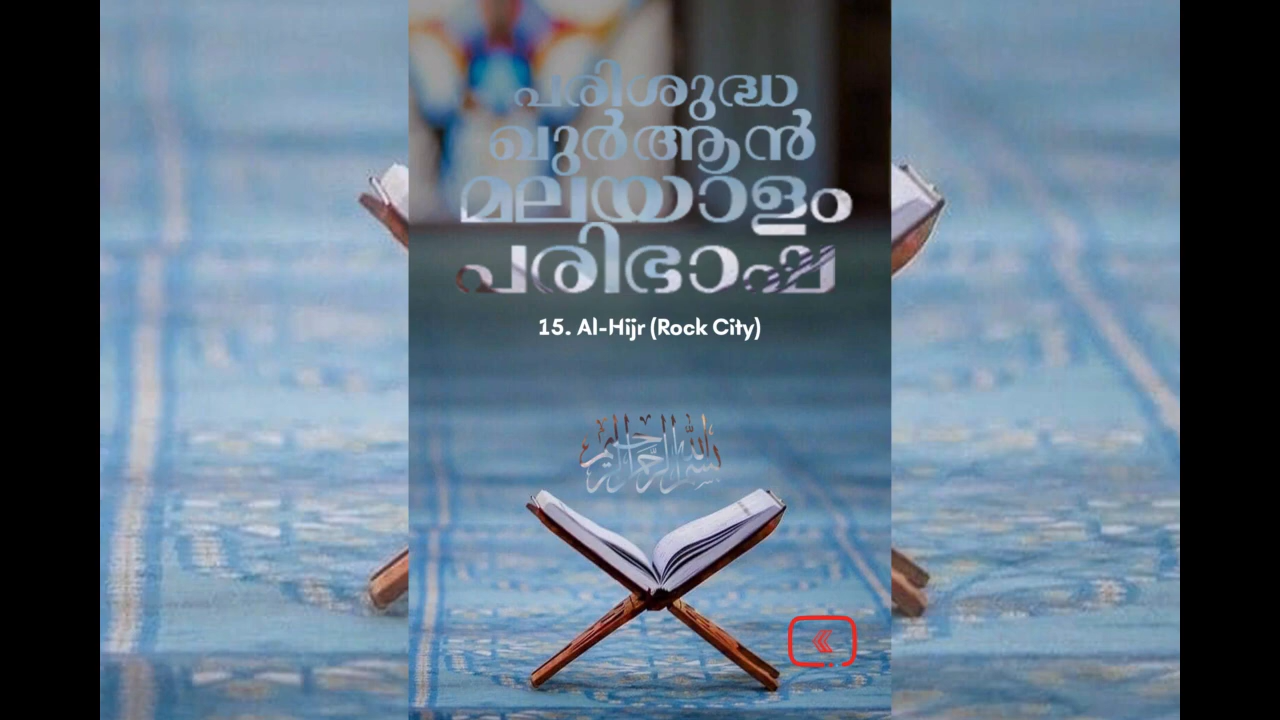 പരിശുദ്ധ
ഖുർആൻ
മലയാളം
പരിഭാഷ
15. Al-Hijr (Rock City)
بسم الله الرحمن الرحيم